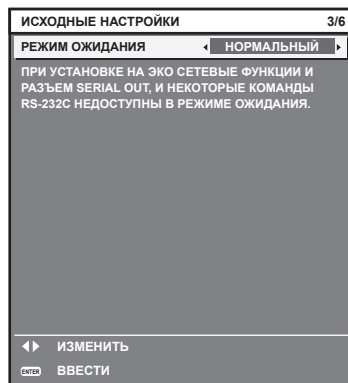 ИСХОДНЫЕ НАСТРОЙКИ 3/6
РЕЖИМ ОЖИДАНИЯ НОРМАЛЬНЫЙ
ПРИ УСТАНОВКЕ НА ЭКО СЕТЕВЫЕ ФУНКЦИИ И
РАЗЪЕМ SERIAL OUT, И НЕКОТОРЫЕ КОМАНДЫ
RS-232C НЕДОСТУПНЫ В РЕЖИМЕ ОЖИДАНИЯ.
ИЗМЕНИТЬ
ENTER ВВЕСТИ